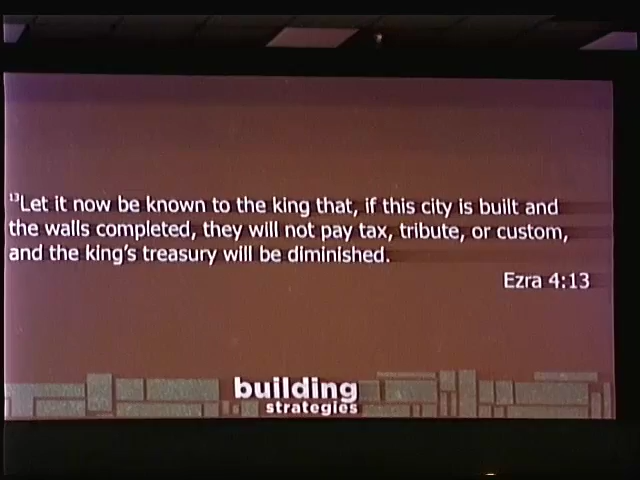 ¹³Let it now be known to the king that, if this city is built and
the walls completed, they will not pay tax, tribute, or custom,
and the king's treasury will be diminished.
Ezra 4:13
building
strategies